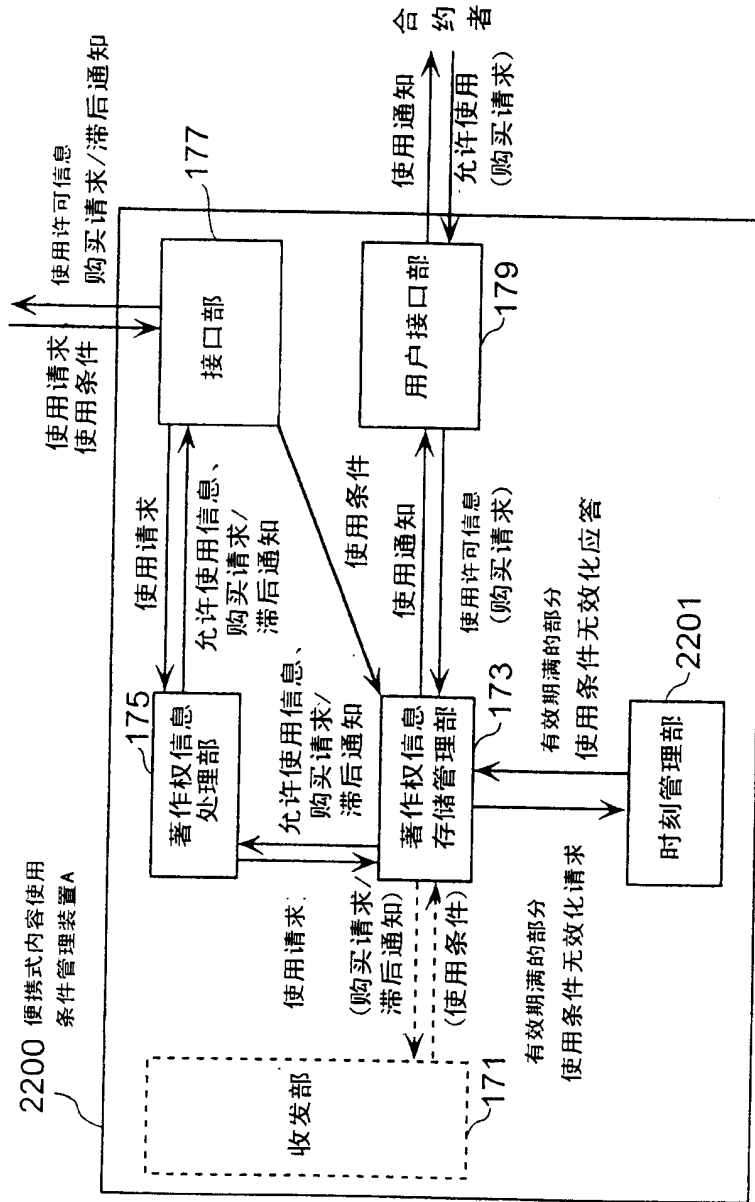 2200 便携式内容使用
条件管理装置A
收发部
171
使用请求
(购买请求/
滞后通知)
(使用条件)
175
著作权信息
处理部
允许使用信息、
购买请求/
滞后通知
著作权信息
存储管理部
173
使用请求
允许使用信息、
购买请求/
滞后通知
使用条件
使用通知
使用许可信息
(购买请求)
有效期满的部分
使用条件无效化请求
有效期满的部分
使用条件无效化应答
时刻管理部
2201
接口部
177
使用请求
使用条件
使用许可信息
购买请求/滞后通知
用户接口部
179
使用通知
允许使用
(购买请求)
合约者